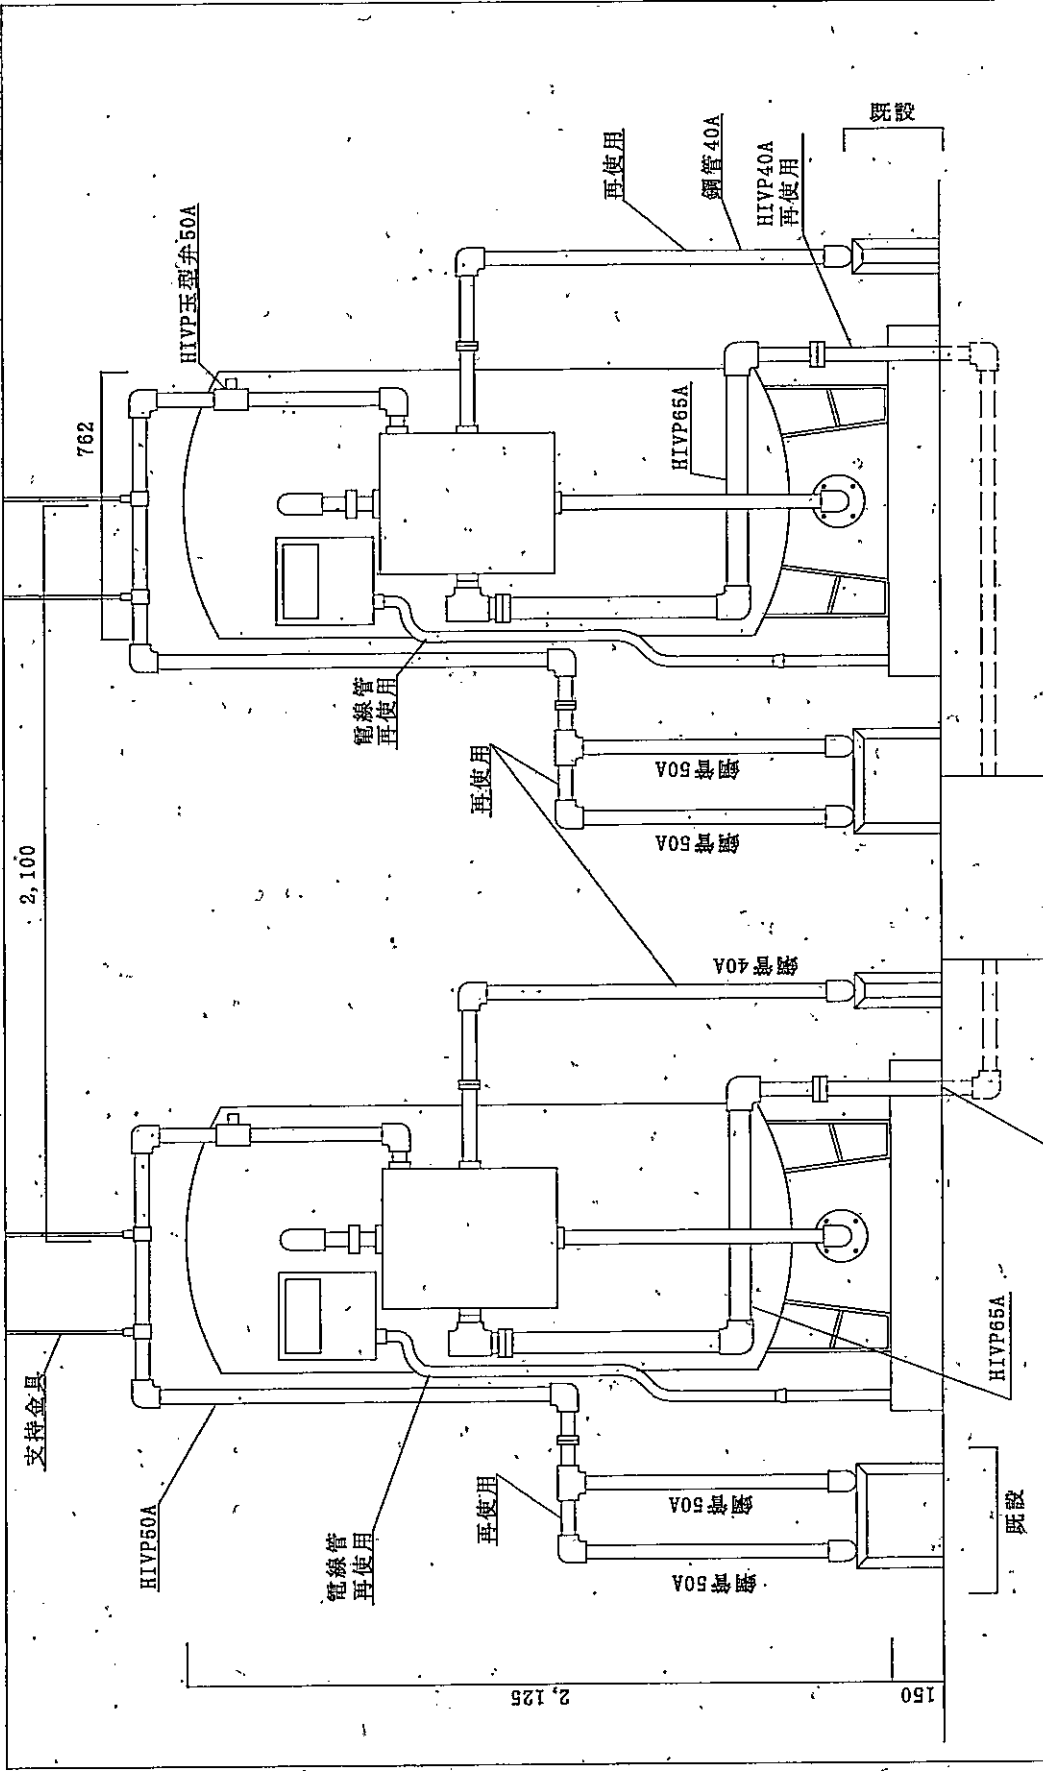 支持金具
HIVP50A
電線管
再使用
再使用
鋼管50A
鋼管50A
2,125
150
既設
HIVP65A
2,100
鋼管40A
再使用
鋼管50A
鋼管50A
電線管
再使用
762
HIVP玉型弁50A
HIVP65A
再使用
鋼管40A
HIVP40A
再使用
既設